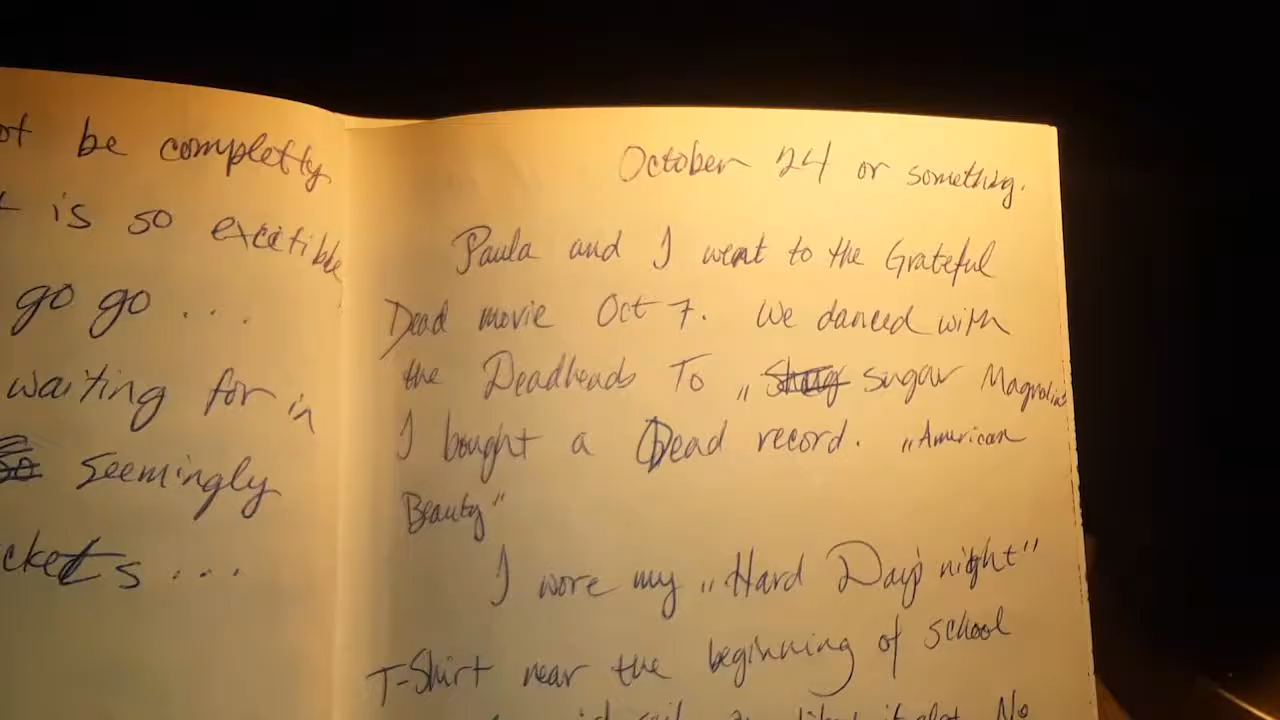 be completly
is so excitible
go go ...
waiting for in
seemingly
...
October 24 or something.
Paula and I went to the Grateful
Dead movie Oct 7. We danced with
the Deadheads To „ sugar Magnolia
I bought a Dead record. „American
Beauty"
I wore my „Hard Day's night"
T-Shirt near the beginning of school
No